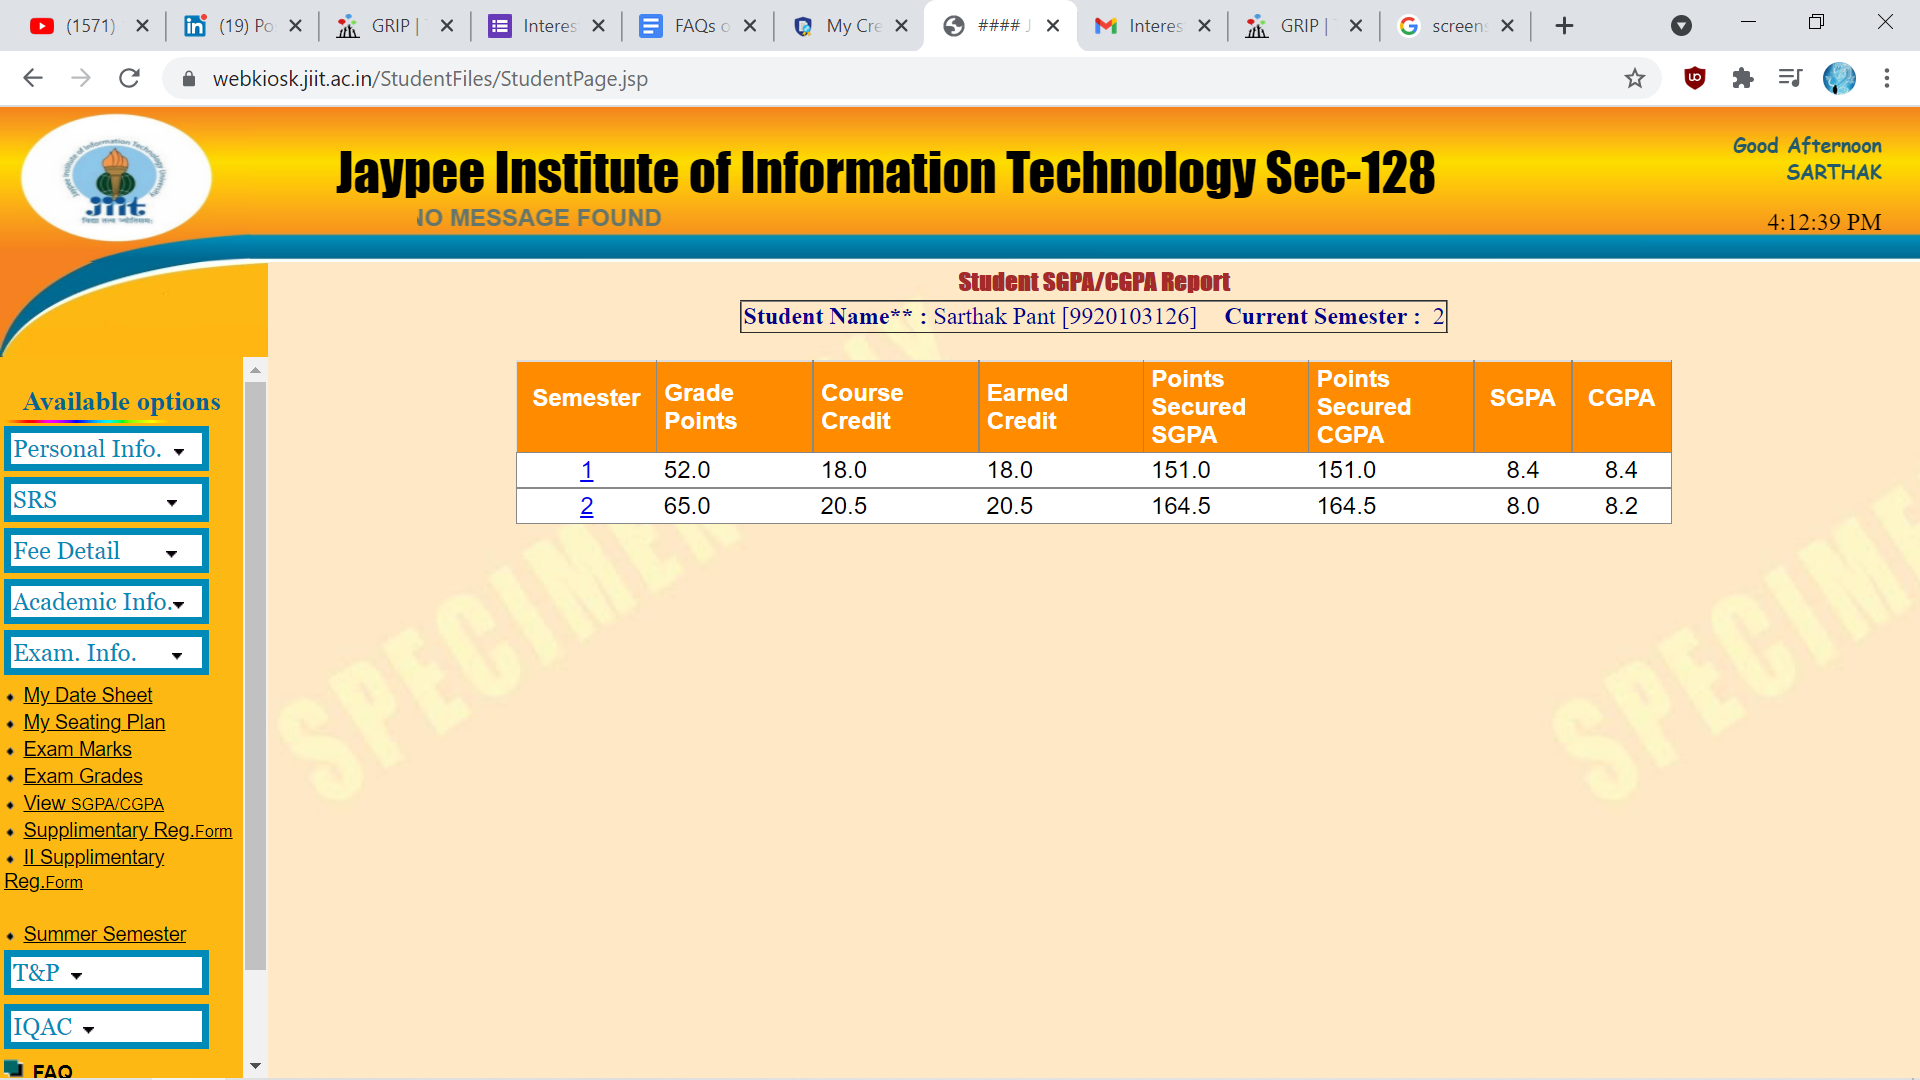 (1571)
(19) Po
GRIP |
Interes
FAQs o
My Cre
#### J
Interes
GRIP |
screens
webkiosk.jiit.ac.in/StudentFiles/StudentPage.jsp
Jaypee Institute of Information Technology Sec-128
NO MESSAGE FOUND
Good Afternoon
SARTHAK
4:12:39 PM
jiit
Student SGPA/CGPA Report
Student Name** : Sarthak Pant [9920103126] Current Semester : 2
Semester Grade Points Course Credit Earned Credit Points Secured SGPA Points Secured CGPA SGPA CGPA
1 52.0 18.0 18.0 151.0 151.0 8.4 8.4
2 65.0 20.5 20.5 164.5 164.5 8.0 8.2
Available options
Personal Info.
SRS
Fee Detail
Academic Info.
Exam. Info.
My Date Sheet
My Seating Plan
Exam Marks
Exam Grades
View SGPA/CGPA
Supplimentary Reg.Form
II Supplimentary
Reg.Form
Summer Semester
T&P
IQAC
FAQ
SPECIMEN
SPECIMEN